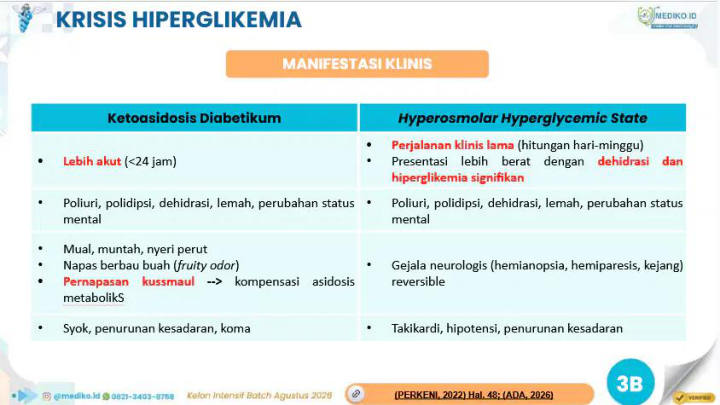 KRISIS HIPERGLIKEMIA
MEDIKO.ID
MANIFESTASI KLINIS
Ketoasidosis Diabetikum
Hyperosmolar Hyperglycemic State
• Lebih akut (<24 jam)
• Perjalanan klinis lama (hitungan hari-minggu)
• Presentasi lebih berat dengan dehidrasi dan
hiperglikemia signifikan
• Poliuri, polidipsi, dehidrasi, lemah, perubahan status
mental
• Poliuri, polidipsi, dehidrasi, lemah, perubahan status
mental
• Mual, muntah, nyeri perut
• Napas berbau buah (fruity odor)
• Pernapasan kussmaul --> kompensasi asidosis
metabolikS
• Gejala neurologis (hemianopsia, hemiparesis, kejang)
reversible
• Syok, penurunan kesadaran, koma
• Takikardi, hipotensi, penurunan kesadaran
@mediko.id 0821-3403-8768
Kelan Intensif Batch Agustus 2026
(PERKENI, 2022) Hal. 48; (ADA, 2026)
3B
VERIFIED